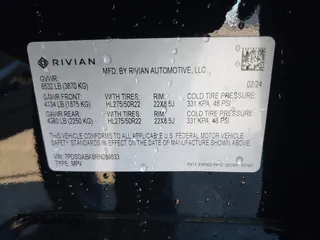 RIVIAN
MFD. BY RIVIAN AUTOMOTIVE, LLC
02/24
GVWR:
8532 LB (3870 KG)
GAWR FRONT: WITH TIRES: RIM: COLD TIRE PRESSURE:
4134 LB (1875 KG) HL275/50R22 22X8.5J 331 KPA, 48 PSI
GAWR REAR: WITH TIRES: RIM: COLD TIRE PRESSURE:
4960 LB (2250 KG) HL275/50R22 22X8.5J 331 KPA, 48 PSI
THIS VEHICLE CONFORMS TO ALL APPLICABLE U.S. FEDERAL
MOTOR VEHICLE SAFETY STANDARDS IN EFFECT ON THE DATE
OF MANUFACTURE SHOWN ABOVE.
VEHICLE ID:
TYPE: MPV